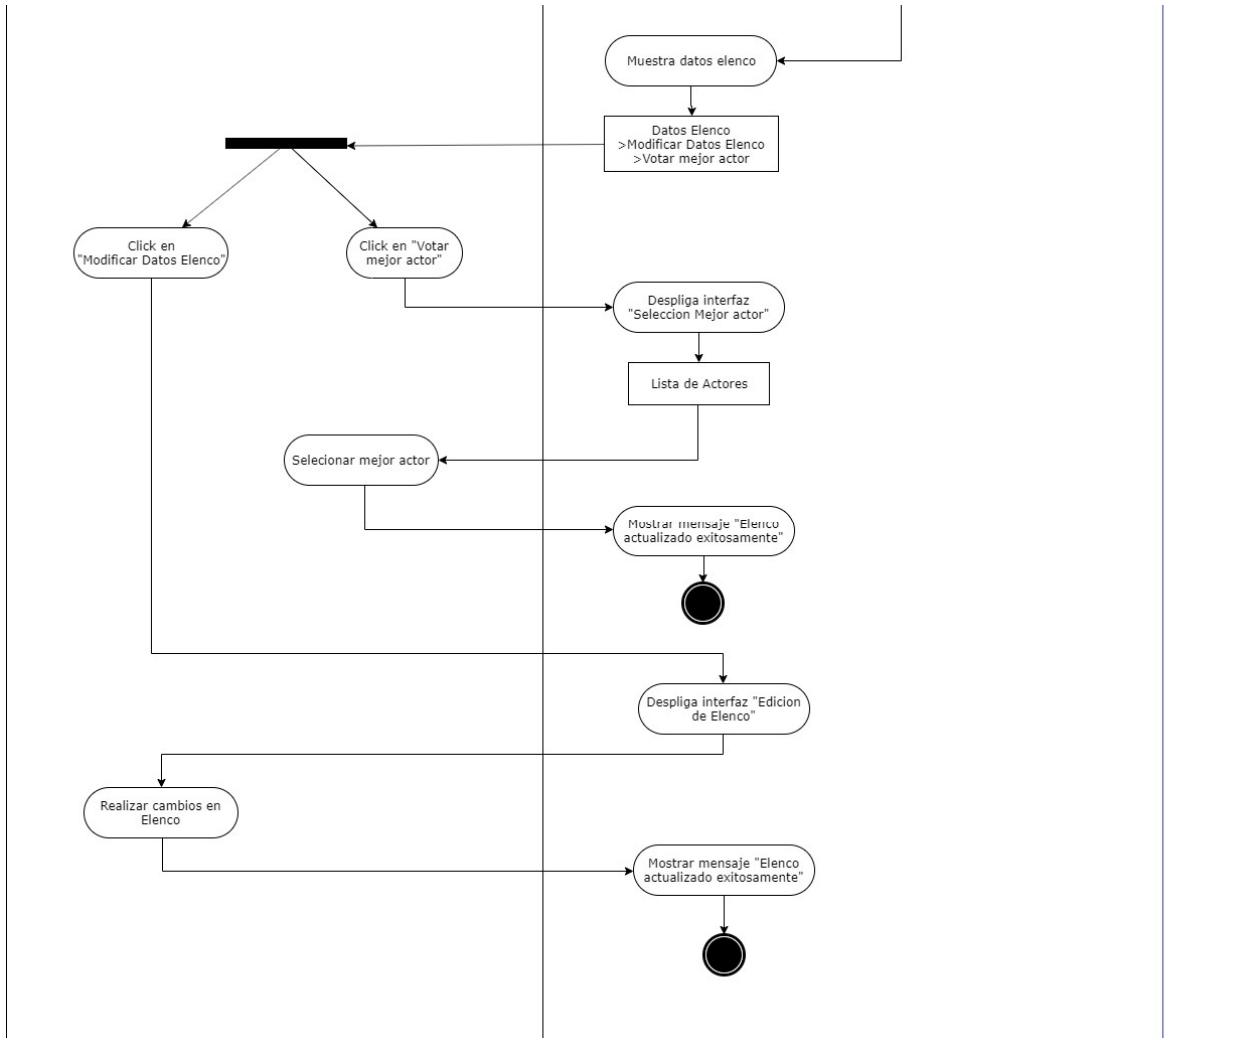 Muestra datos elenco
Datos Elenco
>Modificar Datos Elenco
>Votar mejor actor
Click en
"Modificar Datos Elenco"
Click en "Votar
mejor actor"
Despliga interfaz
"Seleccion Mejor actor"
Lista de Actores
Selecionar mejor actor
Mostrar mensaje "Elenco
actualizado exitosamente"
Despliga interfaz "Edicion
de Elenco"
Realizar cambios en
Elenco
Mostrar mensaje "Elenco
actualizado exitosamente"